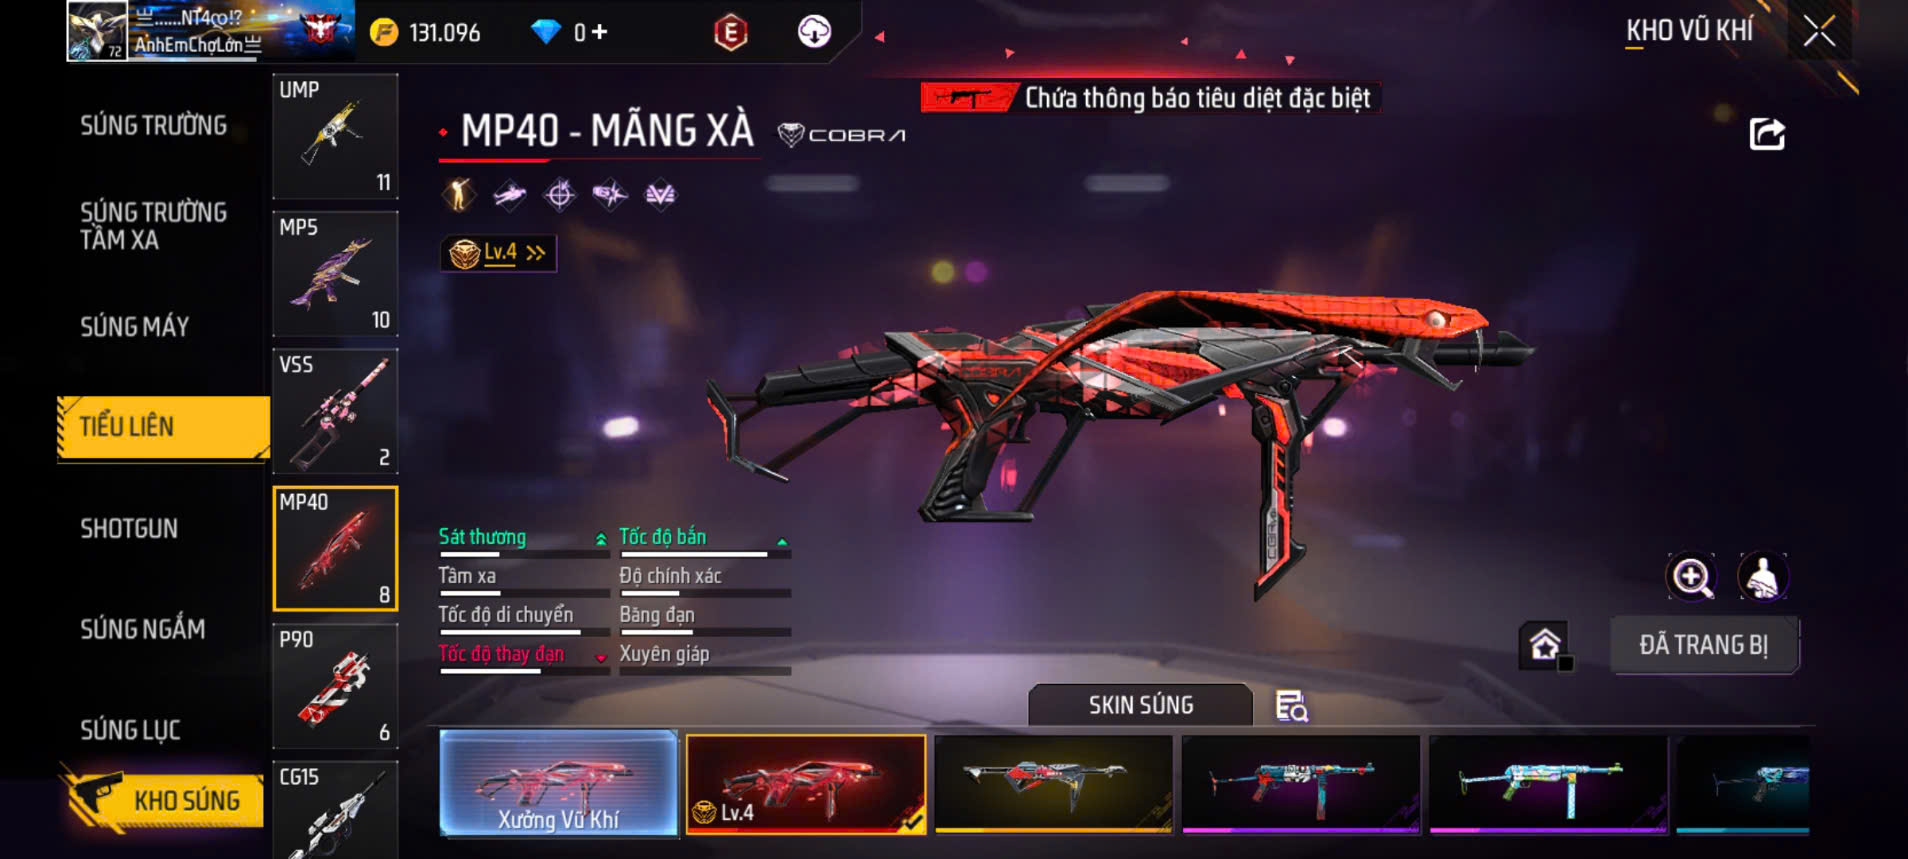 亗......NT4ᴄo!?
AnhEmChợLớn亗
72
131.096
0 +
E
KHO VŨ KHÍ
SÚNG TRƯỜNG
SÚNG TRƯỜNG
TẦM XA
SÚNG MÁY
TIỂU LIÊN
SHOTGUN
SÚNG NGẮM
SÚNG LỤC
KHO SÚNG
UMP
11
MP5
10
VSS
2
MP40
8
P90
6
CG15
Chứa thông báo tiêu diệt đặc biệt
MP40 - MÃNG XÀ
COBRA
Lv.4
Sát thương
Tốc độ bắn
Tầm xa
Độ chính xác
Tốc độ di chuyển
Băng đạn
Tốc độ thay đạn
Xuyên giáp
COBRA
COBRA
ĐÃ TRANG BỊ
SKIN SÚNG
Xưởng Vũ Khí
Lv.4